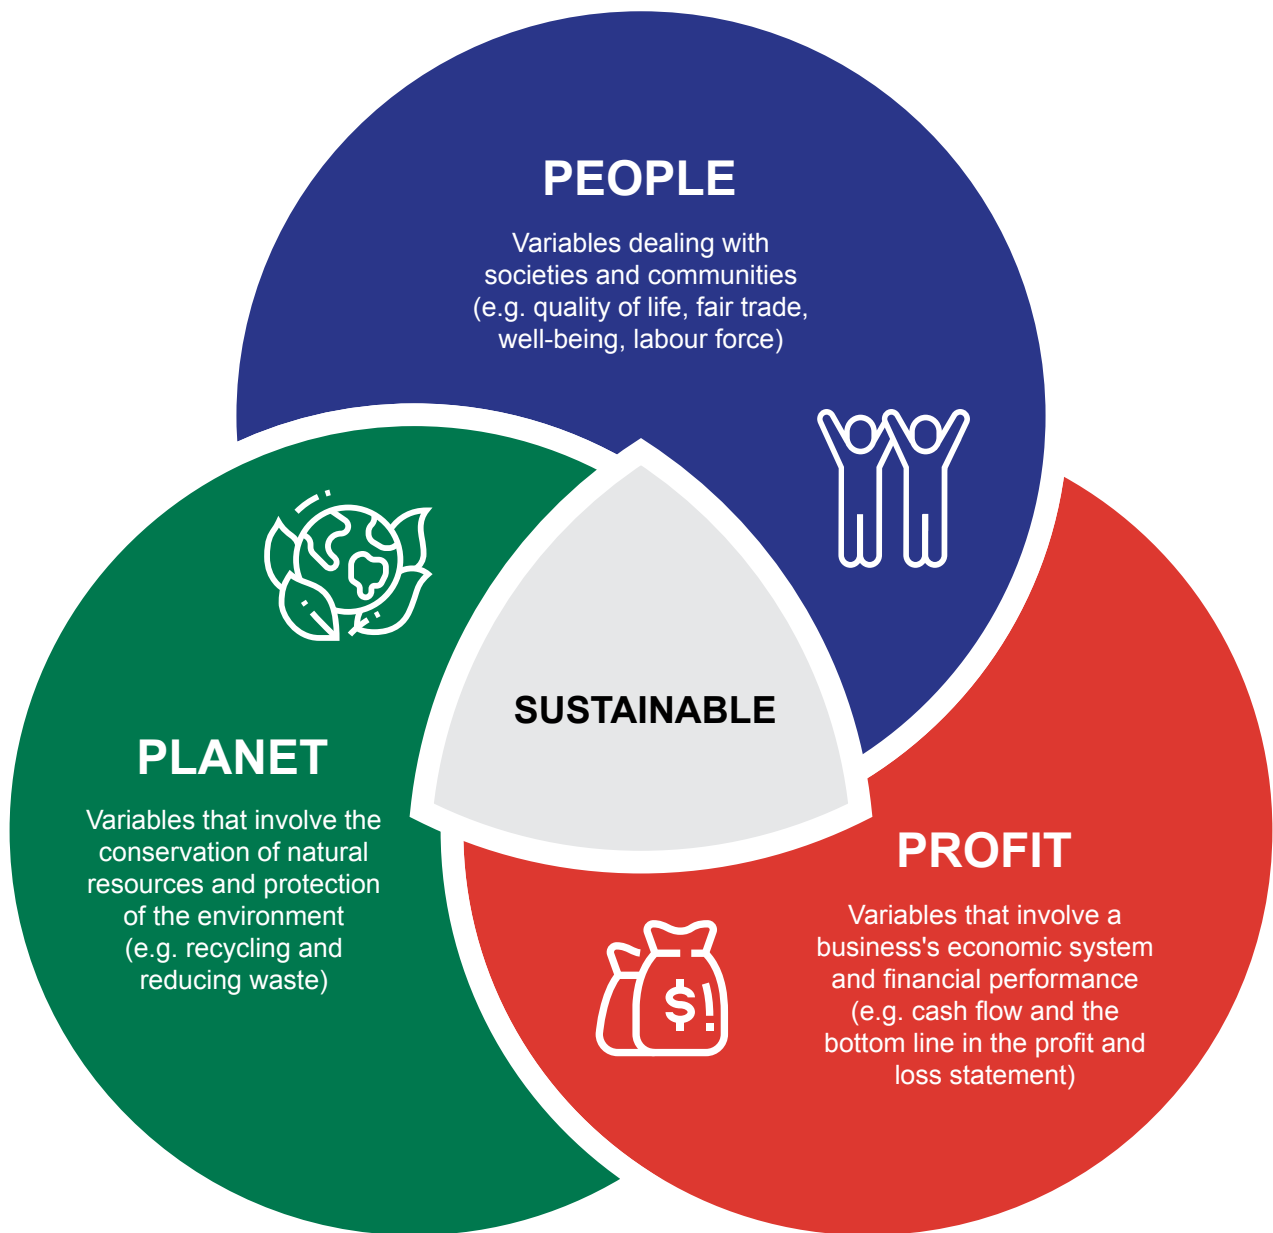 PEOPLE
Variables dealing with
societies and communities
(e.g. quality of life, fair trade,
well-being, labour force)
SUSTAINABLE
PLANET
Variables that involve the
conservation of natural
resources and protection
of the environment
(e.g. recycling and
reducing waste)
PROFIT
Variables that involve a
business's economic system
and financial performance
(e.g. cash flow and the
bottom line in the profit and
loss statement)
$